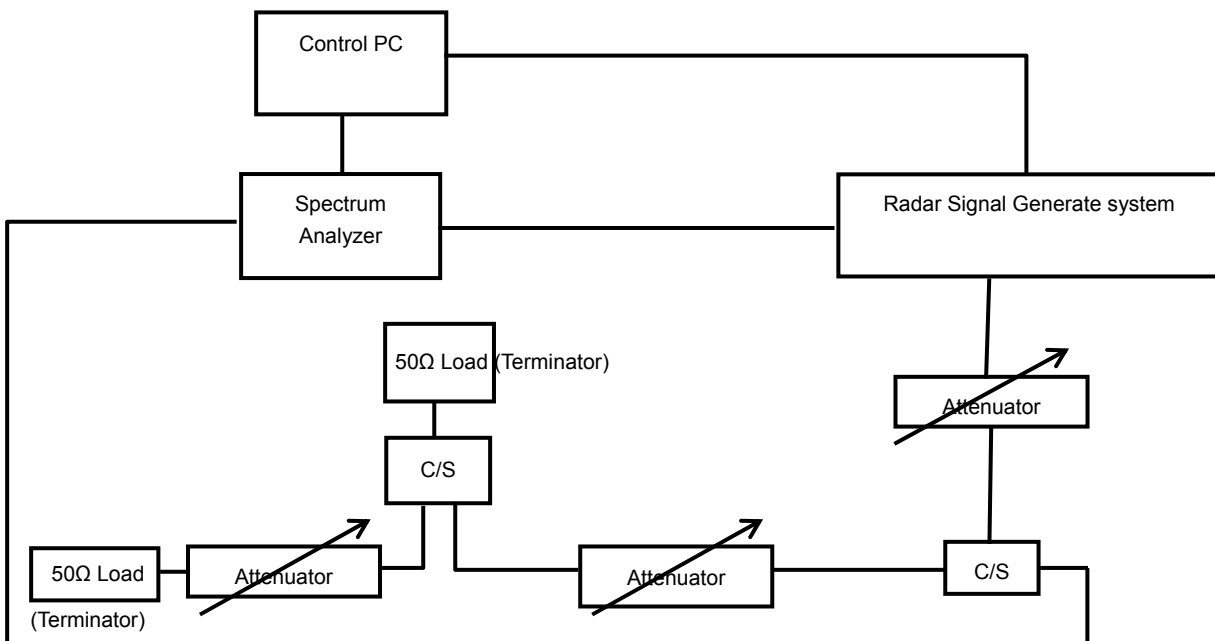 Control PC
Spectrum
Analyzer
Radar Signal Generate system
50Ω Load (Terminator)
Attenuator
C/S
50Ω Load
(Terminator)
Attenuator
Attenuator
C/S